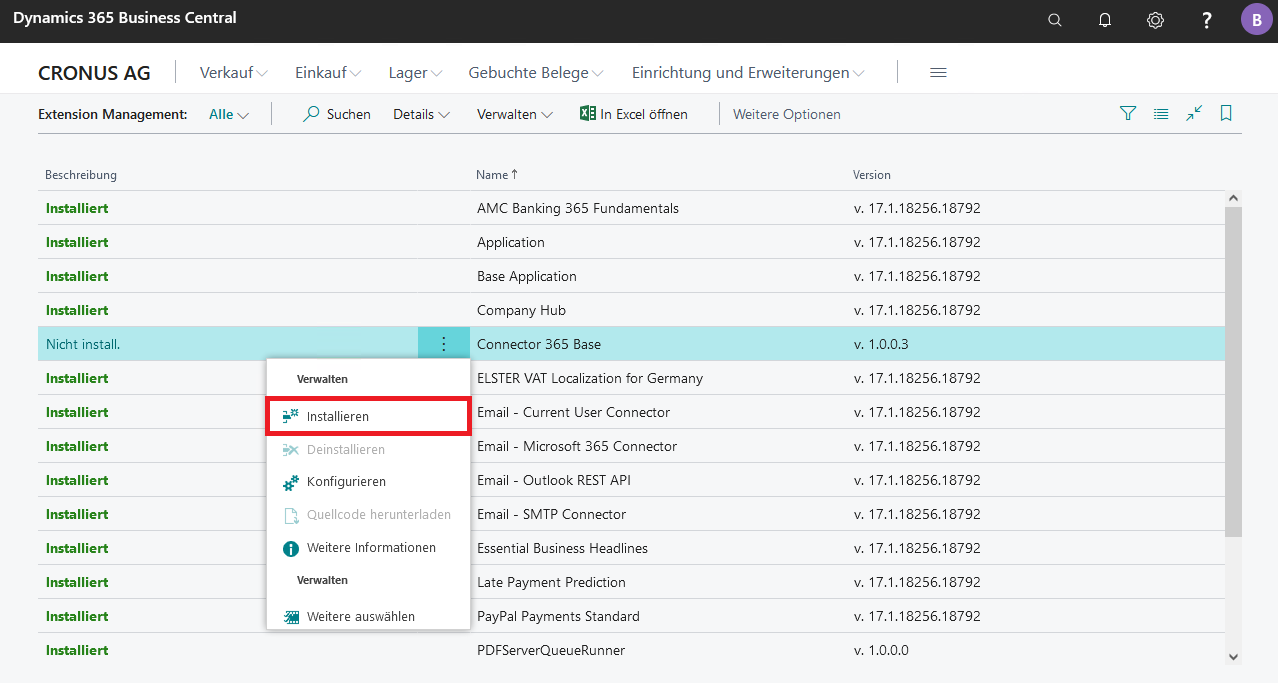 Dynamics 365 Business Central
?
B
CRONUS AG
Verkauf
Einkauf
Lager
Gebuchte Belege
Einrichtung und Erweiterungen
Extension Management:
Alle
Suchen
Details
Verwalten
In Excel öffnen
Weitere Optionen
Beschreibung Name ↑ Version
Installiert AMC Banking 365 Fundamentals v. 17.1.18256.18792
Installiert Application v. 17.1.18256.18792
Installiert Base Application v. 17.1.18256.18792
Installiert Company Hub v. 17.1.18256.18792
Nicht install. Connector 365 Base v. 1.0.0.3
Installiert ELSTER VAT Localization for Germany v. 17.1.18256.18792
Installiert Email - Current User Connector v. 17.1.18256.18792
Installiert Email - Microsoft 365 Connector v. 17.1.18256.18792
Installiert Email - Outlook REST API v. 17.1.18256.18792
Installiert Email - SMTP Connector v. 17.1.18256.18792
Installiert Essential Business Headlines v. 17.1.18256.18792
Installiert Late Payment Prediction v. 17.1.18256.18792
Installiert PayPal Payments Standard v. 17.1.18256.18792
Installiert PDFServerQueueRunner v. 1.0.0.0
Verwalten
Installieren
Deinstallieren
Konfigurieren
Quellcode herunterladen
Weitere Informationen
Verwalten
Weitere auswählen